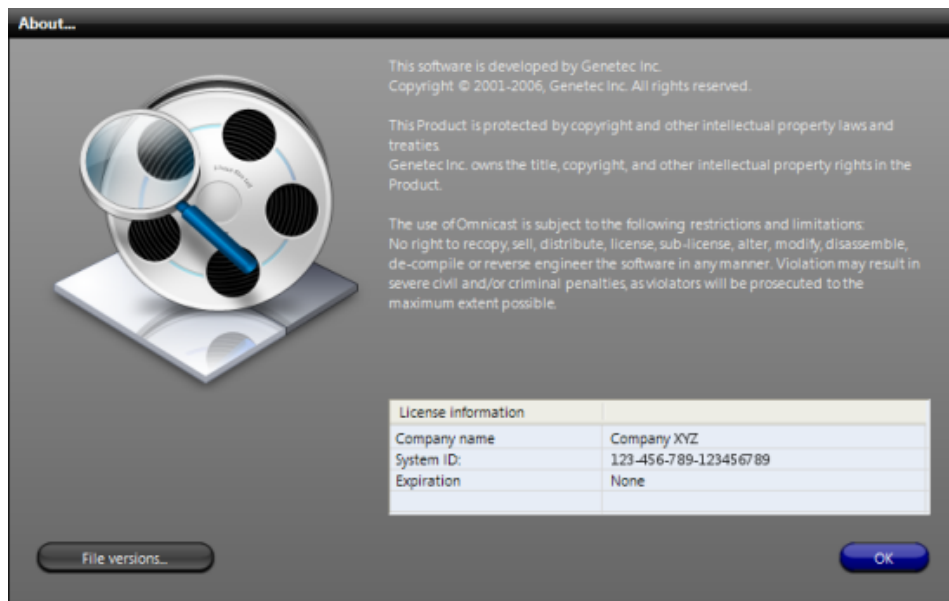 About...
This software is developed by Genetec Inc.
Copyright © 2001-2006, Genetec Inc. All rights reserved.
This Product is protected by copyright and other intellectual property laws and
treaties.
Genetec Inc. owns the title, copyright, and other intellectual property rights in the
Product.
The use of Omnicast is subject to the following restrictions and limitations:
No right to recopy, sell, distribute, license, sub-license, alter, modify, disassemble,
de-compile or reverse engineer the software in any manner. Violation may result in
severe civil and/or criminal penalties, as violators will be prosecuted to the
maximum extent possible.
License information
Company name Company XYZ
System ID: 123-456-789-123456789
Expiration None
File versions...
OK